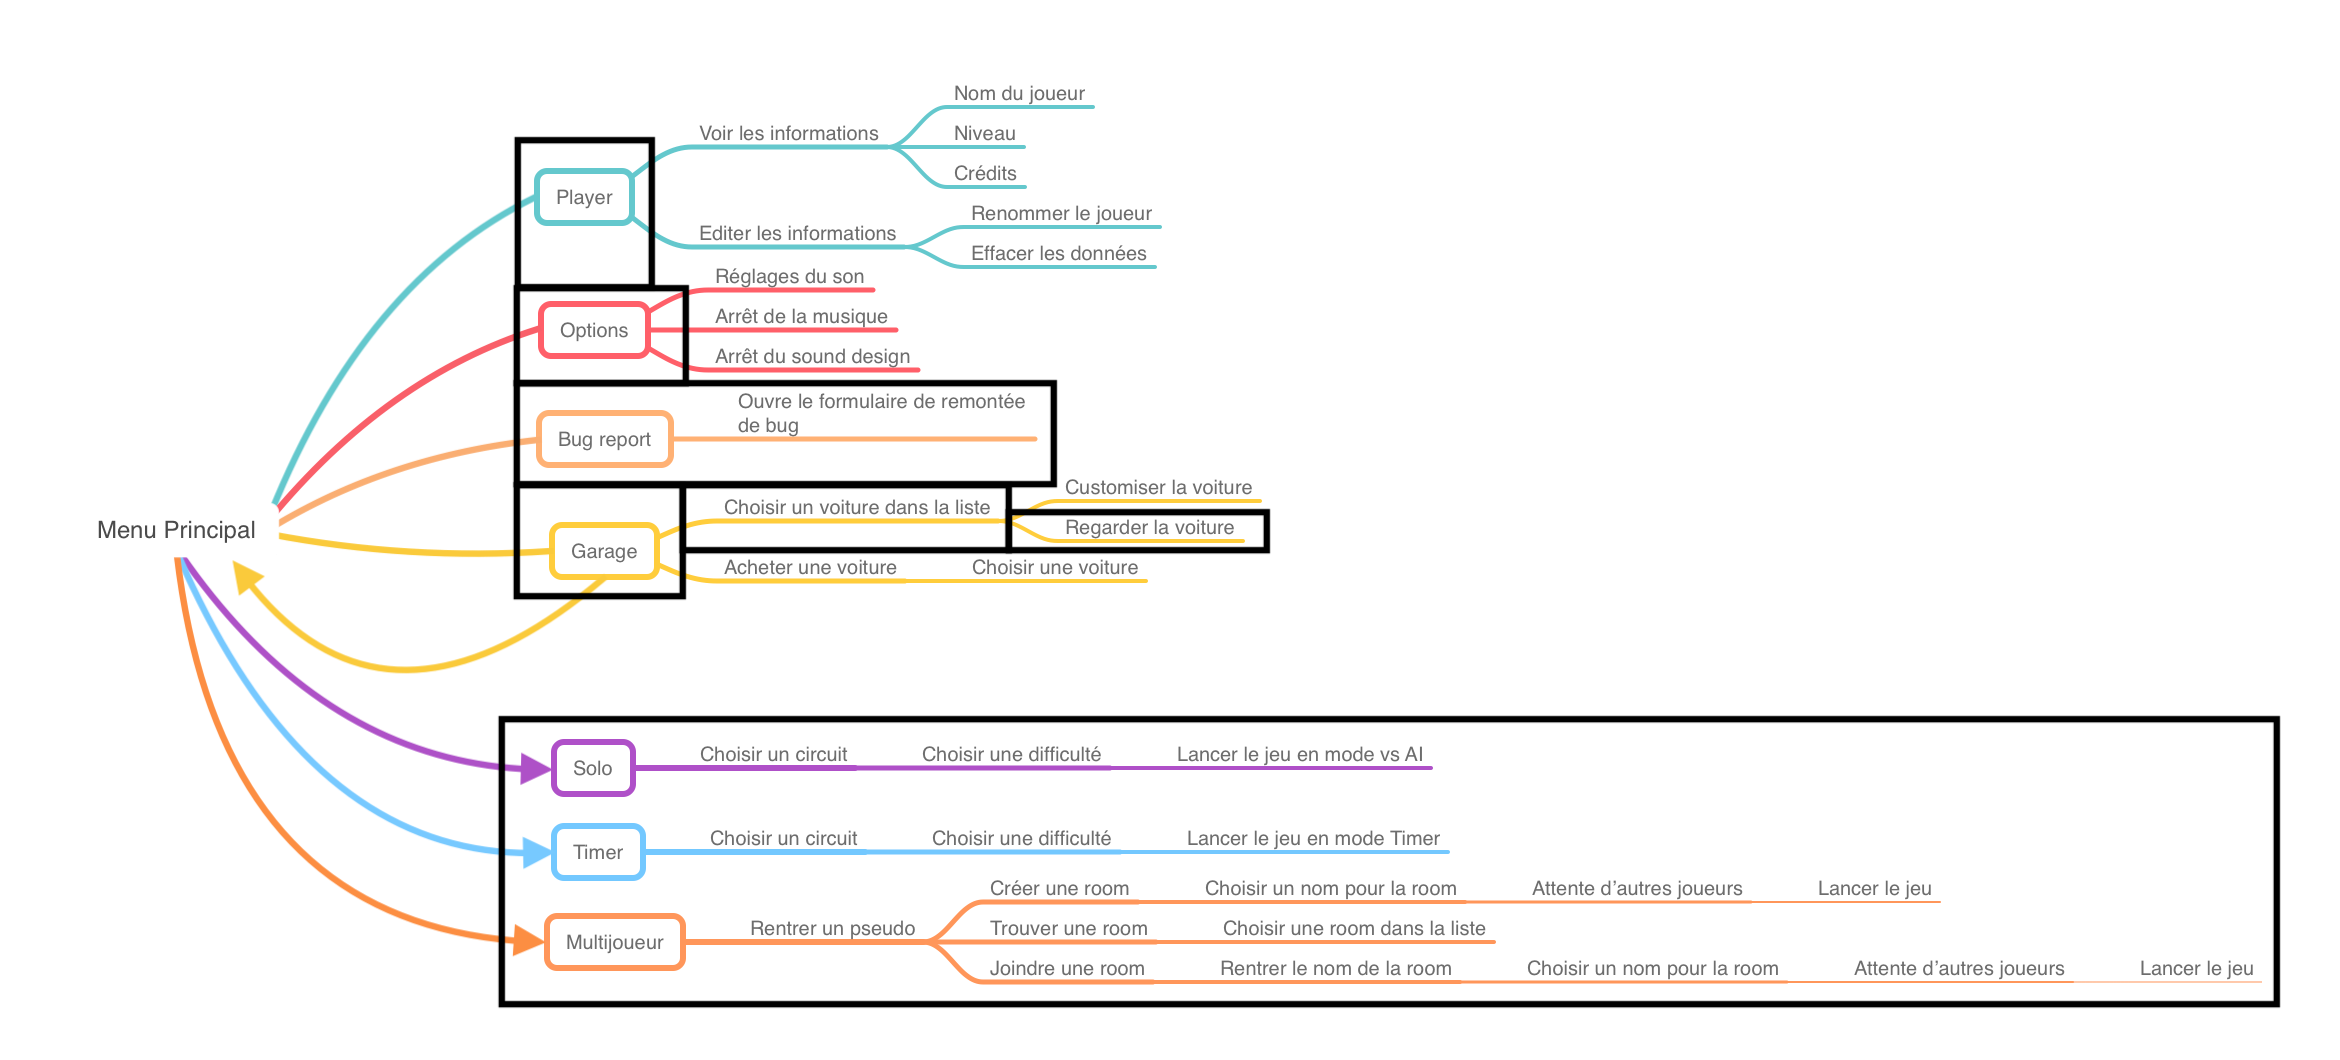 Menu Principal
Player
Voir les informations
Nom du joueur
Niveau
Crédits
Editer les informations
Renommer le joueur
Effacer les données
Options
Réglages du son
Arrêt de la musique
Arrêt du sound design
Bug report
Ouvre le formulaire de remontée
de bug
Garage
Choisir un voiture dans la liste
Customiser la voiture
Regarder la voiture
Acheter une voiture
Choisir une voiture
Solo
Choisir un circuit
Choisir une difficulté
Lancer le jeu en mode vs AI
Timer
Choisir un circuit
Choisir une difficulté
Lancer le jeu en mode Timer
Multijoueur
Rentrer un pseudo
Créer une room
Choisir un nom pour la room
Attente d’autres joueurs
Lancer le jeu
Trouver une room
Choisir une room dans la liste
Joindre une room
Rentrer le nom de la room
Choisir un nom pour la room
Attente d’autres joueurs
Lancer le jeu